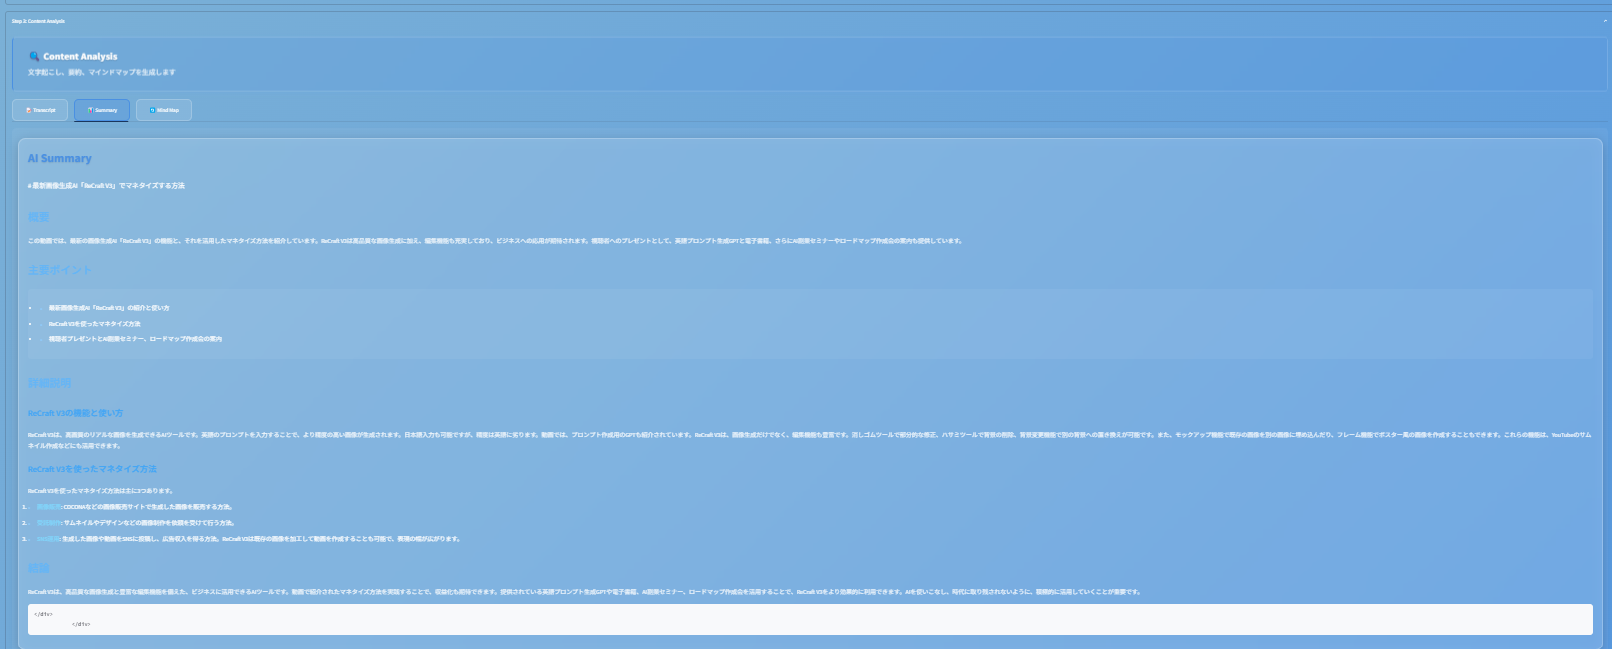 Step 2: Content Analysis
Content Analysis
文字起こし、要約、マインドマップを生成します
Transcript
Summary
Mind Map
AI Summary
# 最新画像生成AI「ReCraft V3」でマネタイズする方法
概要
この動画では、最新の画像生成AI「ReCraft V3」の機能と、それを活用したマネタイズ方法を紹介しています。ReCraft V3は高品質な画像生成に加え、編集機能も充実しており、ビジネスへの応用が期待されます。視聴者へのプレゼントとして、英語プロンプト生成GPTと電子書籍、さらにAI副業セミナーやロードマップ作成会の案内も提供しています。
主要ポイント
• 最新画像生成AI「ReCraft V3」の紹介と使い方
• ReCraft V3を使ったマネタイズ方法
• 視聴者プレゼントとAI副業セミナー、ロードマップ作成会の案内
詳細説明
ReCraft V3の機能と使い方
ReCraft V3は、高画質のリアルな画像を生成できるAIツールです。英語のプロンプトを入力することで、より精度の高い画像が生成されます。日本語入力も可能ですが、精度は英語に劣ります。動画では、プロンプト作成用のGPTも紹介されています。ReCraft V3は、画像生成だけでなく、編集機能も豊富です。消しゴムツールで部分的な修正、ハサミツールで背景の削除、背景変更機能で別の背景への置き換えが可能です。また、モックアップ機能で既存の画像を別の画像に埋め込んだり、フレーム機能でポスター風の画像を作成することもできます。これらの機能は、YouTubeのサム
ネイル作成などにも活用できます。
ReCraft V3を使ったマネタイズ方法
ReCraft V3を使ったマネタイズ方法は主に3つあります。
1. 画像販売: COCONAなどの画像販売サイトで生成した画像を販売する方法。
2. : サムネイルやデザインなどの画像制作を依頼を受けて行う方法。
3. : 生成した画像や動画をSNSに投稿し、広告収入を得る方法。ReCraft V3は既存の画像を加工して動画を作成することも可能で、表現の幅が広がります。
結論
ReCraft V3は、高品質な画像生成と豊富な編集機能を備えた、ビジネスに活用できるAIツールです。動画で紹介されたマネタイズ方法を実践することで、収益化も期待できます。提供されている英語プロンプト生成GPTや電子書籍、AI副業セミナー、ロードマップ作成会を活用することで、ReCraft V3をより効果的に利用できます。AIを使いこなし、時代に取り残されないように、積極的に活用していくことが重要です。
</div>
</div>